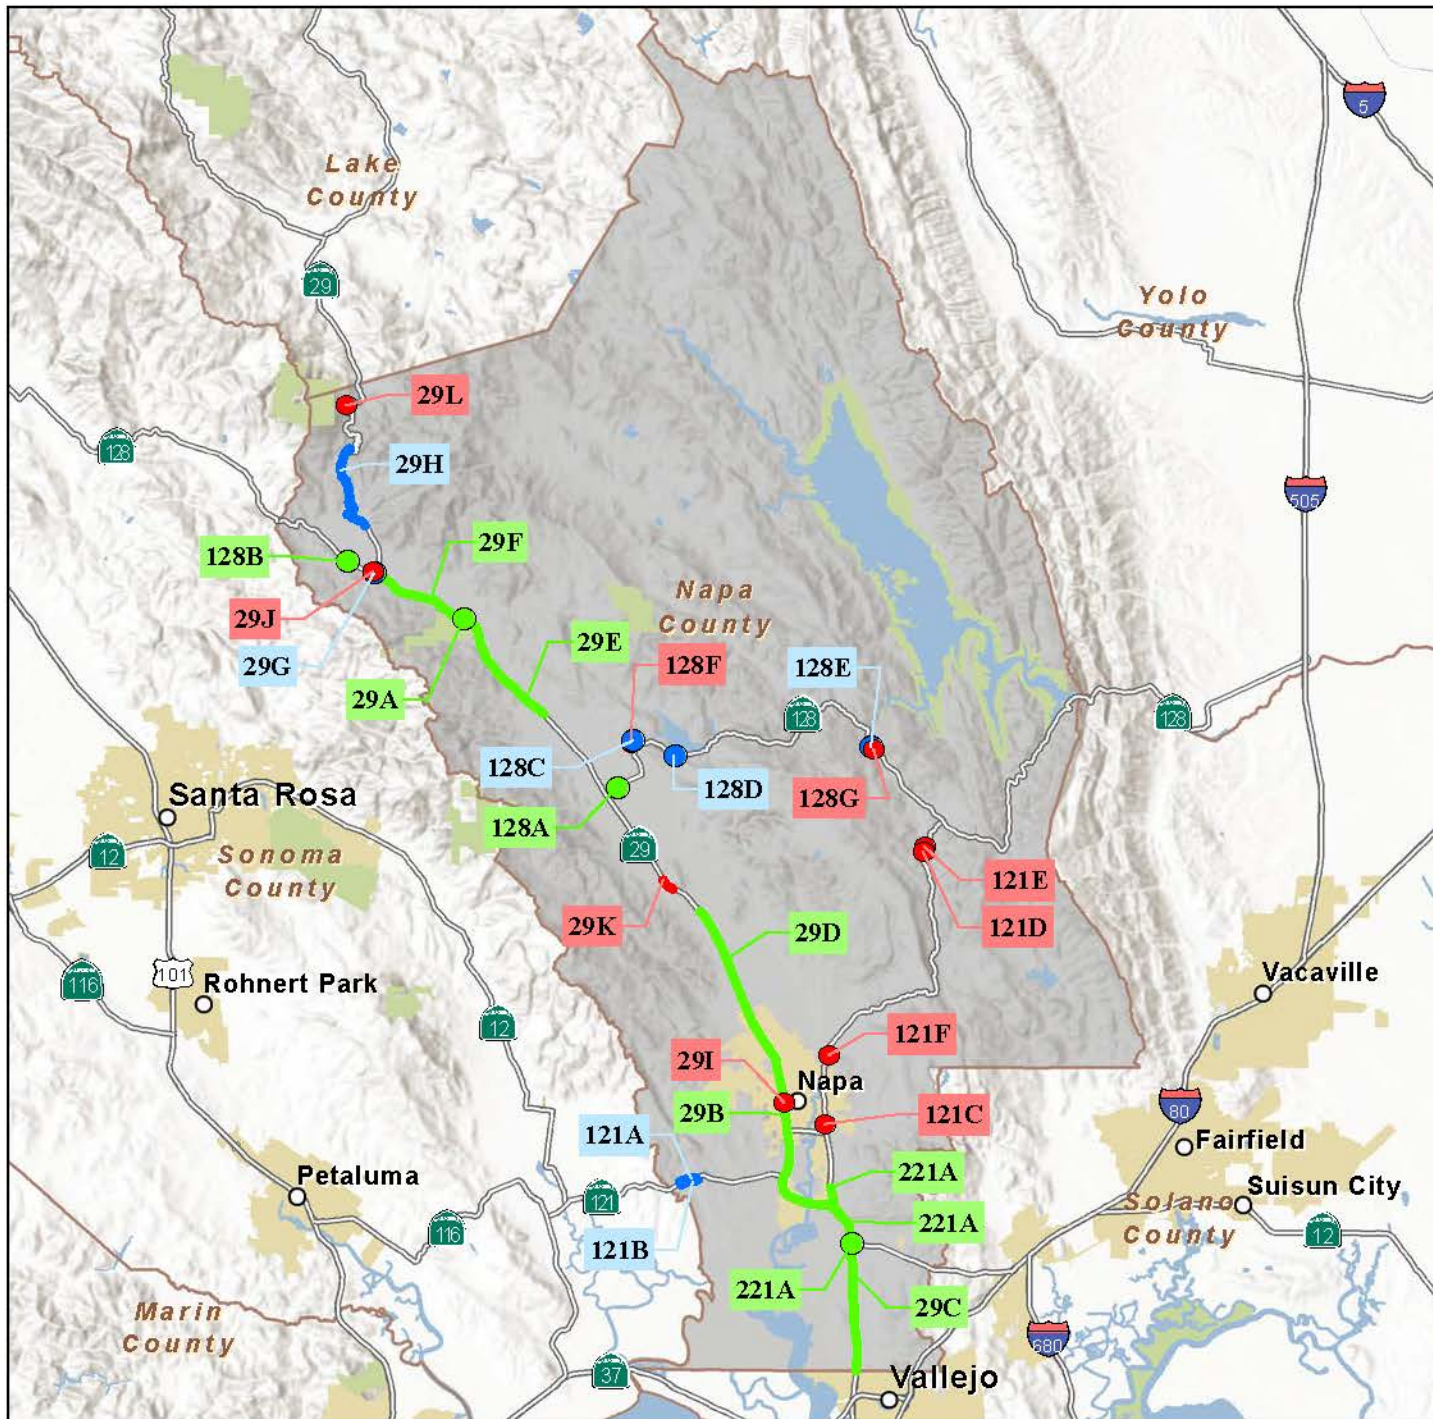 5
Lake
County
29
Yolo
County
29L
128
29H
505
29F
128B
Napa
County
29J
29E
128F
128E
29G
29A
128
128
128C
128D
128G
Santa Rosa
128A
29
12
Sonoma
County
121E
29K
29D
121D
Vacaville
101
116
Rohnert Park
12
121F
29I
Napa
80
29B
121C
121A
Fairfield
Petaluma
221A
Suisun City
121
Solano
County
116
221A
12
121B
221A
29C
Marin
County
680
37
Vallejo